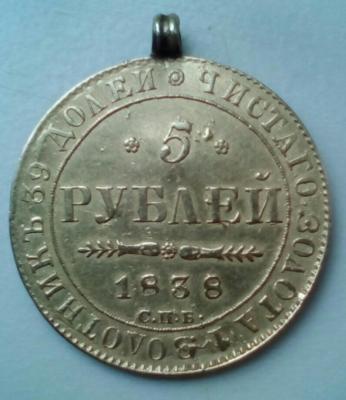 ЧИСТАГО ЗОЛОТА 1 ЗОЛОТНИКЪ 39 ДОЛЕЙ
5
РУБЛЕЙ
1838
С.П.Б.